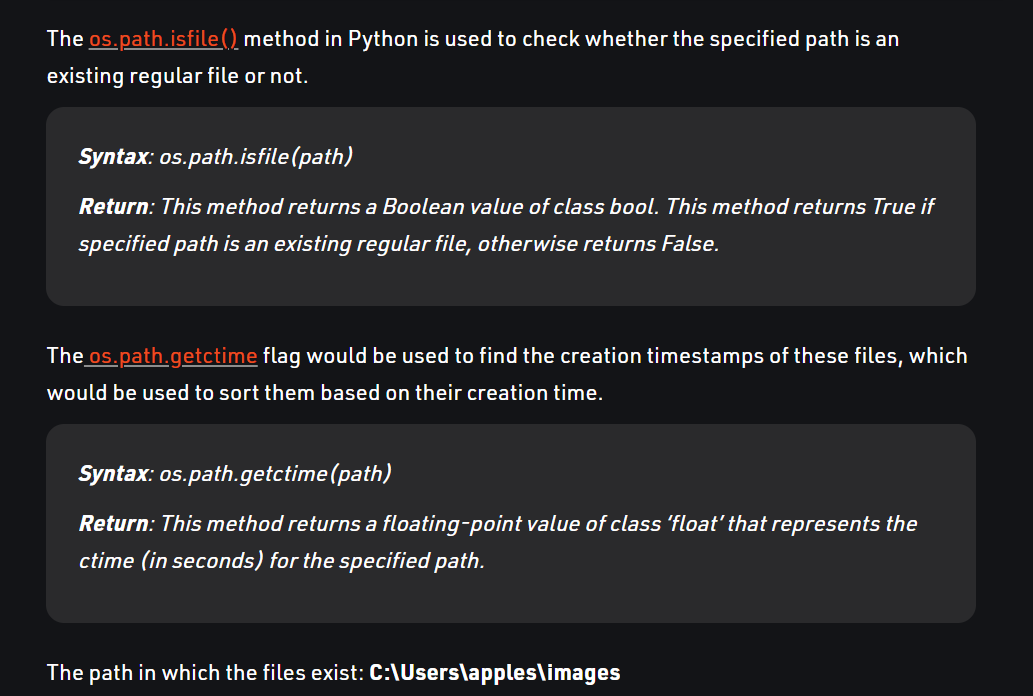 The os.path.isfile() method in Python is used to check whether the specified path is an
existing regular file or not.
Syntax: os.path.isfile(path)
Return: This method returns a Boolean value of class bool. This method returns True if
specified path is an existing regular file, otherwise returns False.
The os.path.getctime flag would be used to find the creation timestamps of these files, which
would be used to sort them based on their creation time.
Syntax: os.path.getctime(path)
Return: This method returns a floating-point value of class ‘float’ that represents the
ctime (in seconds) for the specified path.
The path in which the files exist: C:\Users\apples\images